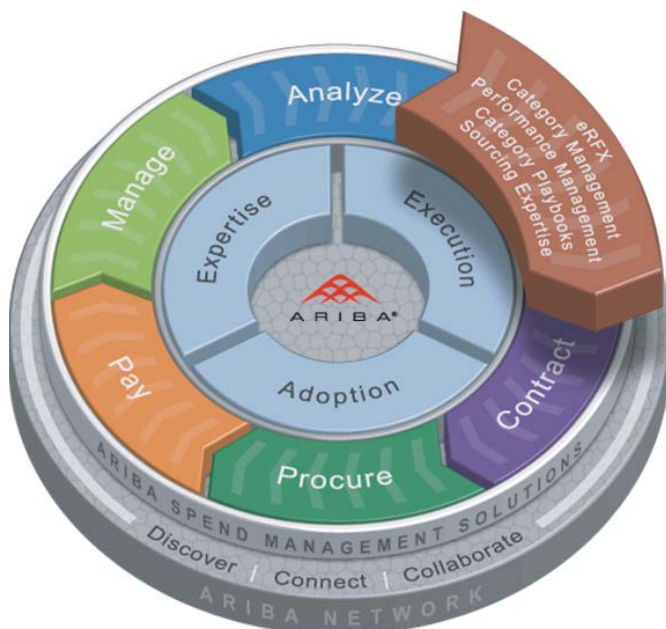 Analyze
eRFX
Category Management
Performance Management
Category Playbooks
Sourcing Expertise
Contract
Procure
Pay
Manage
Expertise
Execution
Adoption
ARIBA®
ARIBA SPEND MANAGEMENT SOLUTIONS
Discover | Connect | Collaborate
ARIBA NETWORK